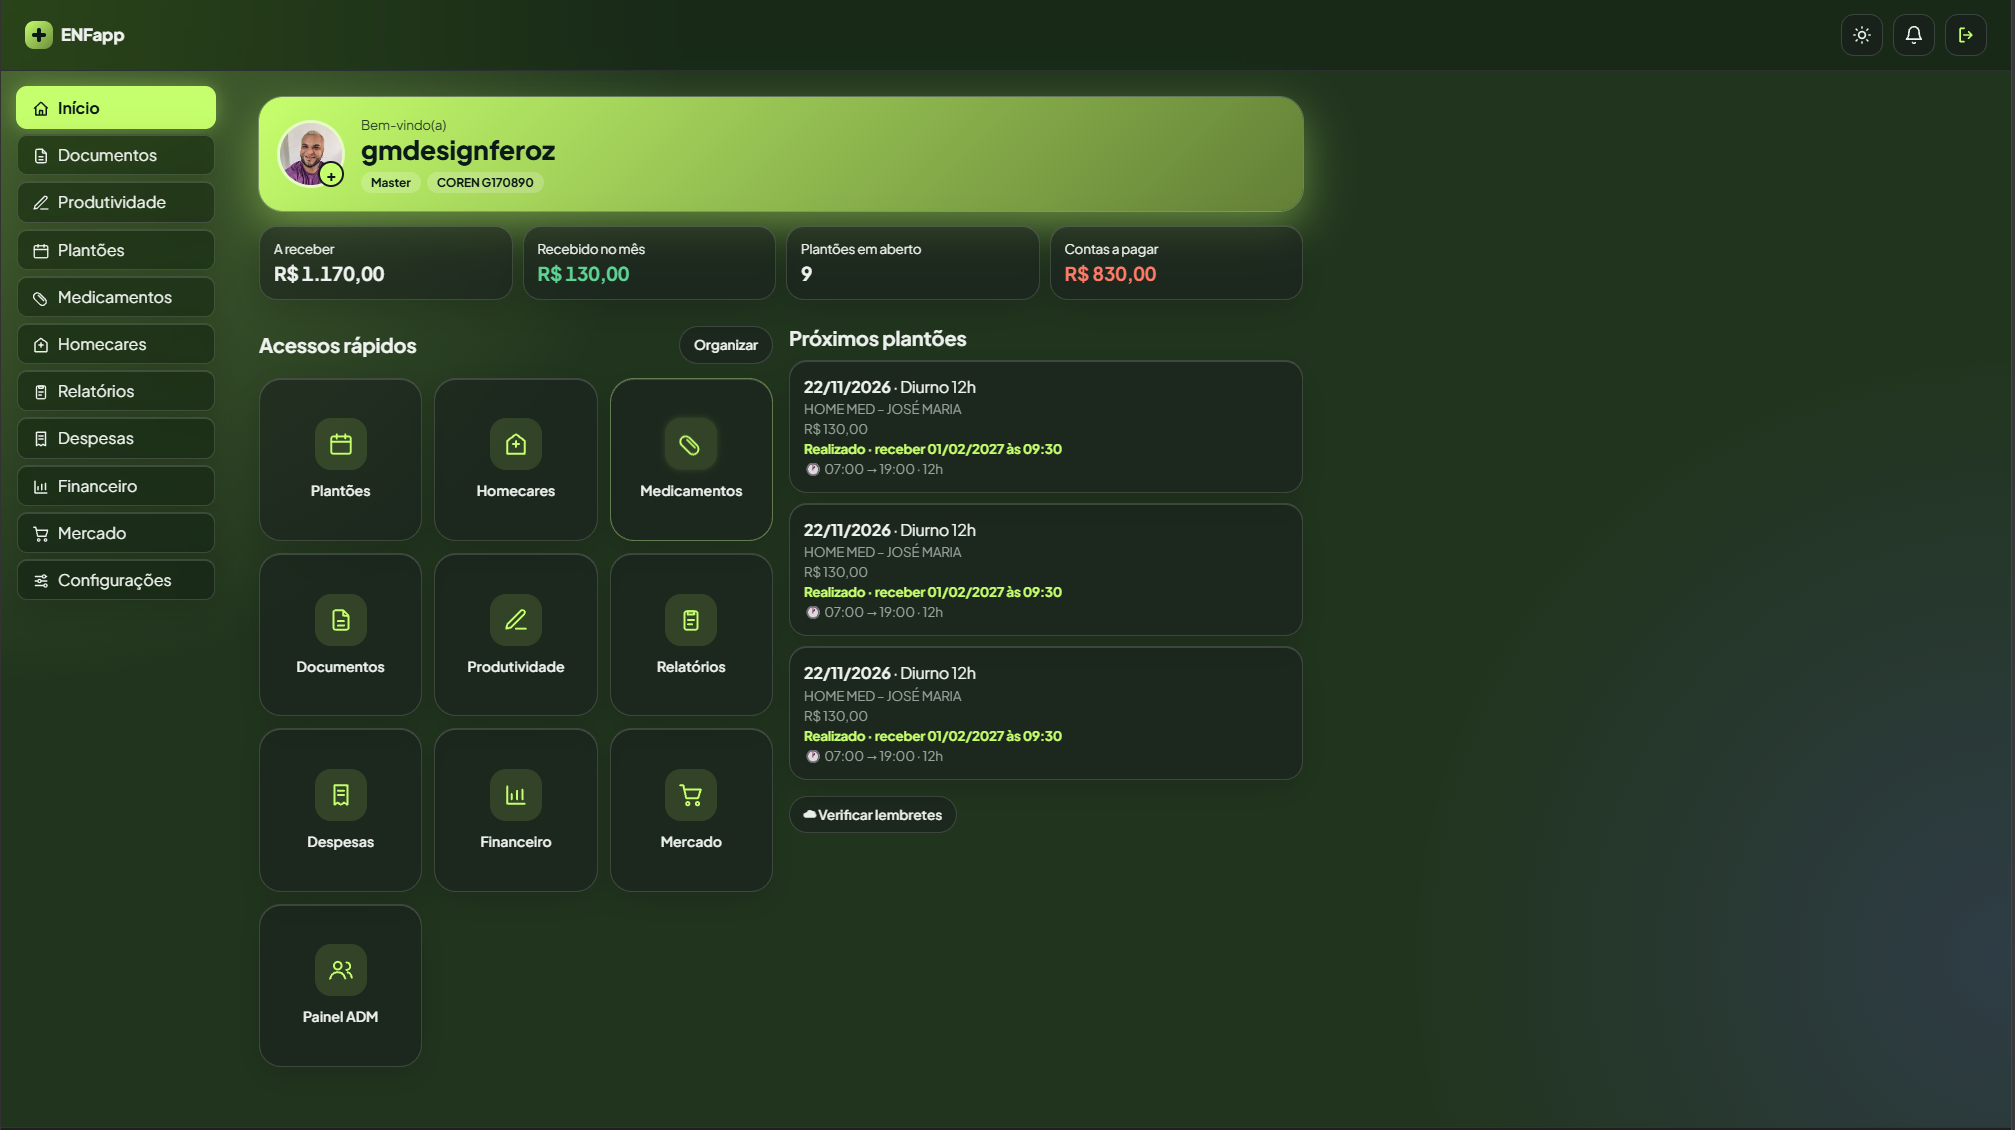 ENFapp
Início
Documentos
Produtividade
Plantões
Medicamentos
Homecares
Relatórios
Despesas
Financeiro
Mercado
Configurações
Bem-vindo(a)
gmdesignferoz
Master
COREN G170890
A receber
R$ 1.170,00
Recebido no mês
R$ 130,00
Plantões em aberto
9
Contas a pagar
R$ 830,00
Acessos rápidos
Organizar
Plantões
Homecares
Medicamentos
Documentos
Produtividade
Relatórios
Despesas
Financeiro
Mercado
Painel ADM
Próximos plantões
22/11/2026 · Diurno 12h
HOME MED – JOSÉ MARIA
R$ 130,00
Realizado · receber 01/02/2027 às 09:30
07:00 → 19:00 · 12h
22/11/2026 · Diurno 12h
HOME MED – JOSÉ MARIA
R$ 130,00
Realizado · receber 01/02/2027 às 09:30
07:00 → 19:00 · 12h
22/11/2026 · Diurno 12h
HOME MED – JOSÉ MARIA
R$ 130,00
Realizado · receber 01/02/2027 às 09:30
07:00 → 19:00 · 12h
Verificar lembretes